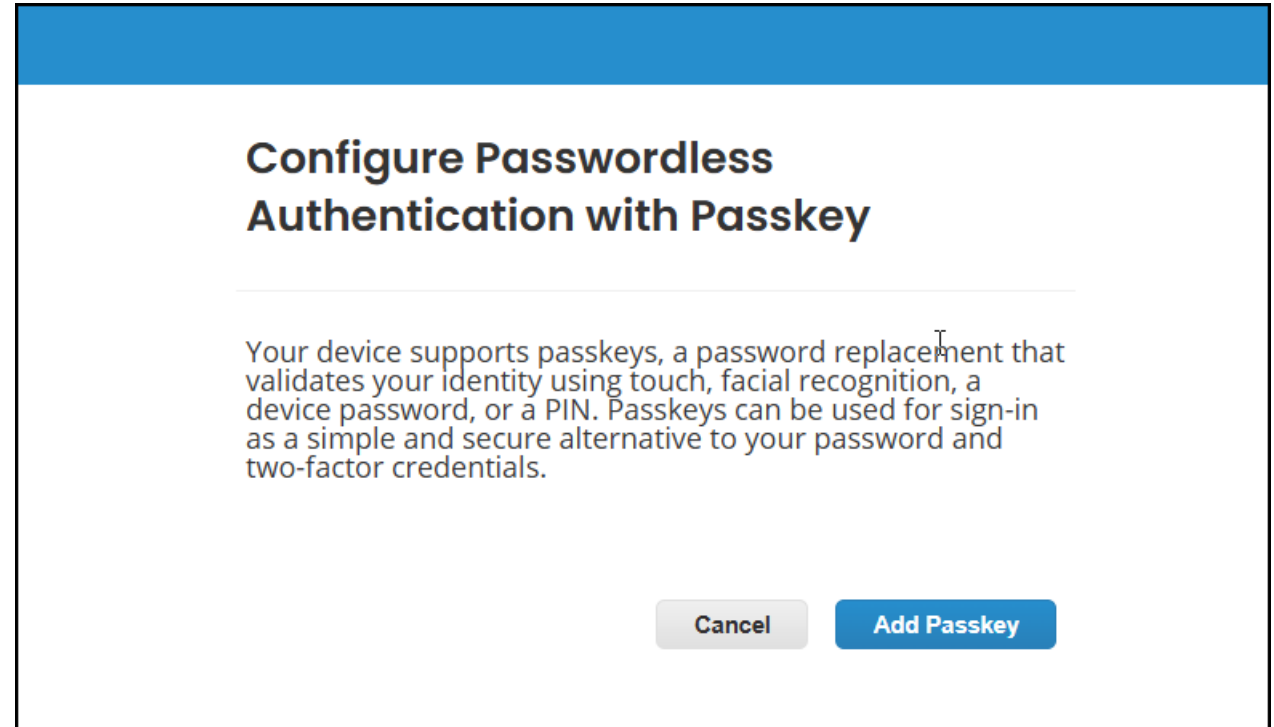 Configure Passwordless
Authentication with Passkey
Your device supports passkeys, a password replacement that
validates your identity using touch, facial recognition, a
device password, or a PIN. Passkeys can be used for sign-in
as a simple and secure alternative to your password and
two-factor credentials.
Cancel
Add Passkey